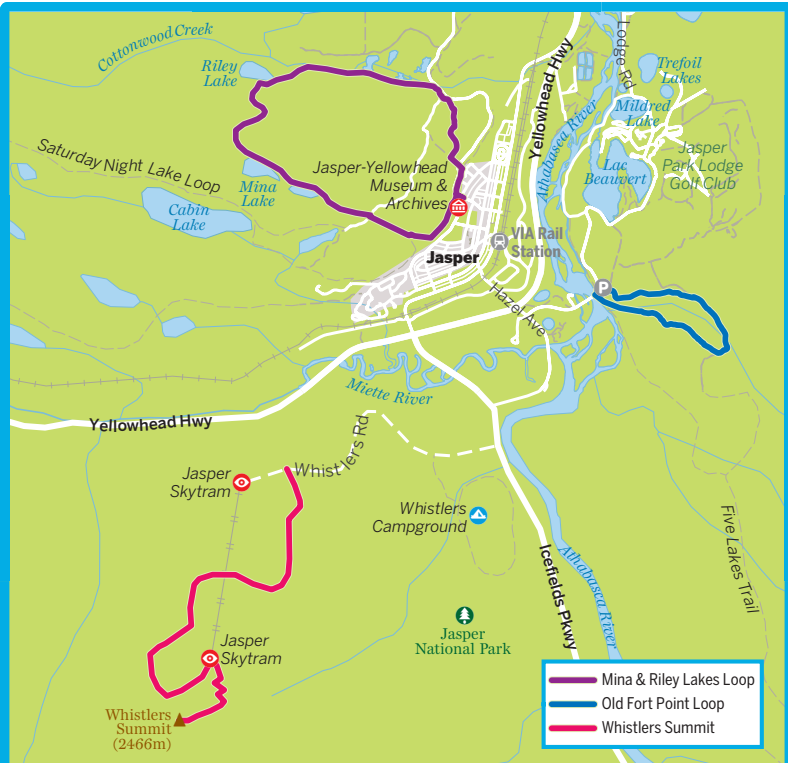 Cottonwood Creek
Riley
Lake
Yellowhead Hwy
Lodge Rd
Trefoil
Lakes
Mildred
Lake
Athabasca River
Saturday Night Lake Loop
Jasper-Yellowhead
Museum &
Archives
Lac
Beauvert
Jasper
Park Lodge
Golf Club
Mina
Lake
Cabin
Lake
VIA Rail
Station
Jasper
P
Hazel Ave
Miette River
Yellowhead Hwy
Whistlers Rd
Jasper
Skytram
Whistlers
Campground
Five Lakes Trail
Icefields Pkwy
Athabasca River
Jasper
National Park
Jasper
Skytram
Whistlers
Summit
(2466m)
Mina & Riley Lakes Loop
Old Fort Point Loop
Whistlers Summit